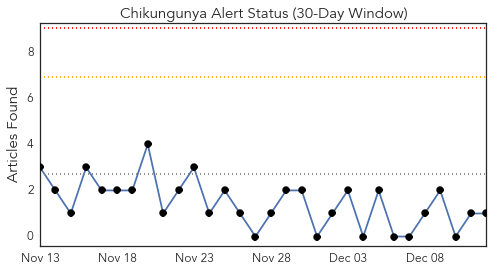 Chikungunya Alert Status (30-Day Window)
Articles Found
8
6
4
2
0
Nov 13 Nov 18 Nov 23 Nov 28 Dec 03 Dec 08